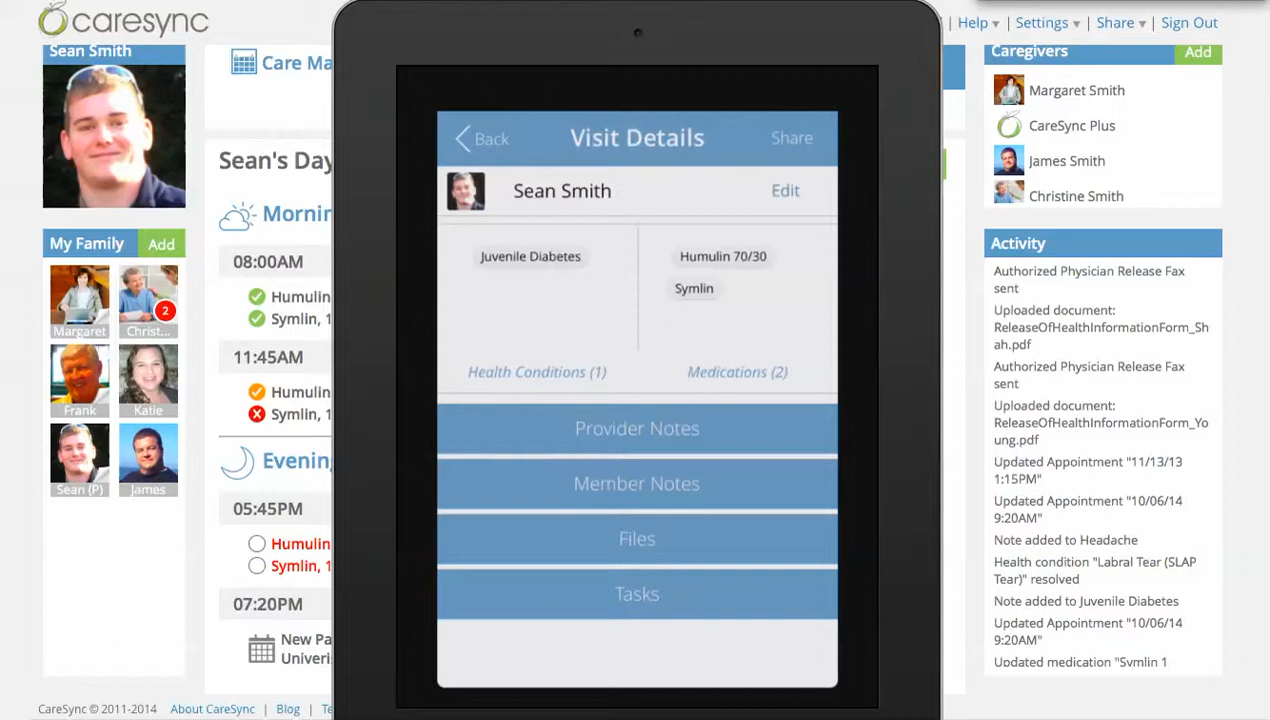 caresync
Help
Settings
Share
Sign Out
Sean Smith
My Family
Add
Margaret
Christ...
2
Frank
Katie
Sean (P)
James
Care Ma
Sean's Day
Mornin
08:00AM
Humulin
Symlin, 1
11:45AM
Humulin
Symlin, 1
Evening
05:45PM
Humulin
Symlin, 1
07:20PM
New Pa
Univeriz
Back
Visit Details
Share
Sean Smith
Edit
Juvenile Diabetes
Humulin 70/30
Symlin
Health Conditions (1)
Medications (2)
Provider Notes
Member Notes
Files
Tasks
Caregivers
Add
Margaret Smith
CareSync Plus
James Smith
Christine Smith
Activity
Authorized Physician Release Fax
sent
Uploaded document:
ReleaseOfHealthInformationForm_Sh
ah.pdf
Authorized Physician Release Fax
sent
Uploaded document:
ReleaseOfHealthInformationForm_Yo
ung.pdf
Updated Appointment "11/13/13
1:15PM"
Updated Appointment "10/06/14
9:20AM"
Note added to Headache
Health condition "Labral Tear (SLAP
Tear)" resolved
Note added to Juvenile Diabetes
Updated Appointment "10/06/14
9:20AM"
Updated medication "Symlin 1
CareSync © 2011-2014
About CareSync
Blog
Te